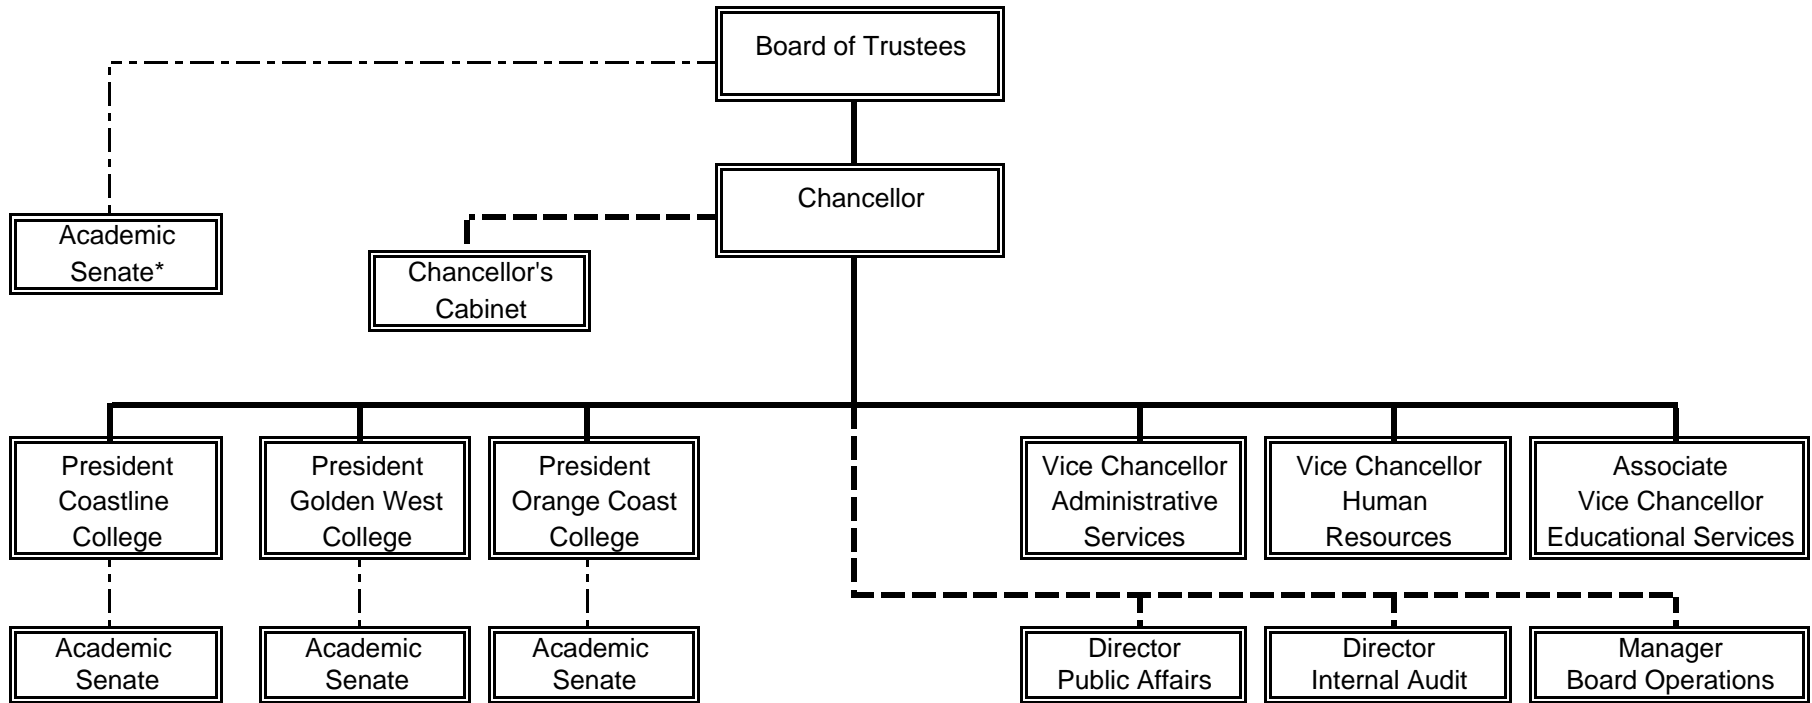 Board of Trustees
Chancellor
Academic
Senate*
Chancellor's
Cabinet
President
Coastline
College
President
Golden West
College
President
Orange Coast
College
Vice Chancellor
Administrative
Services
Vice Chancellor
Human
Resources
Associate
Vice Chancellor
Educational Services
Academic
Senate
Academic
Senate
Academic
Senate
Director
Public Affairs
Director
Internal Audit
Manager
Board Operations